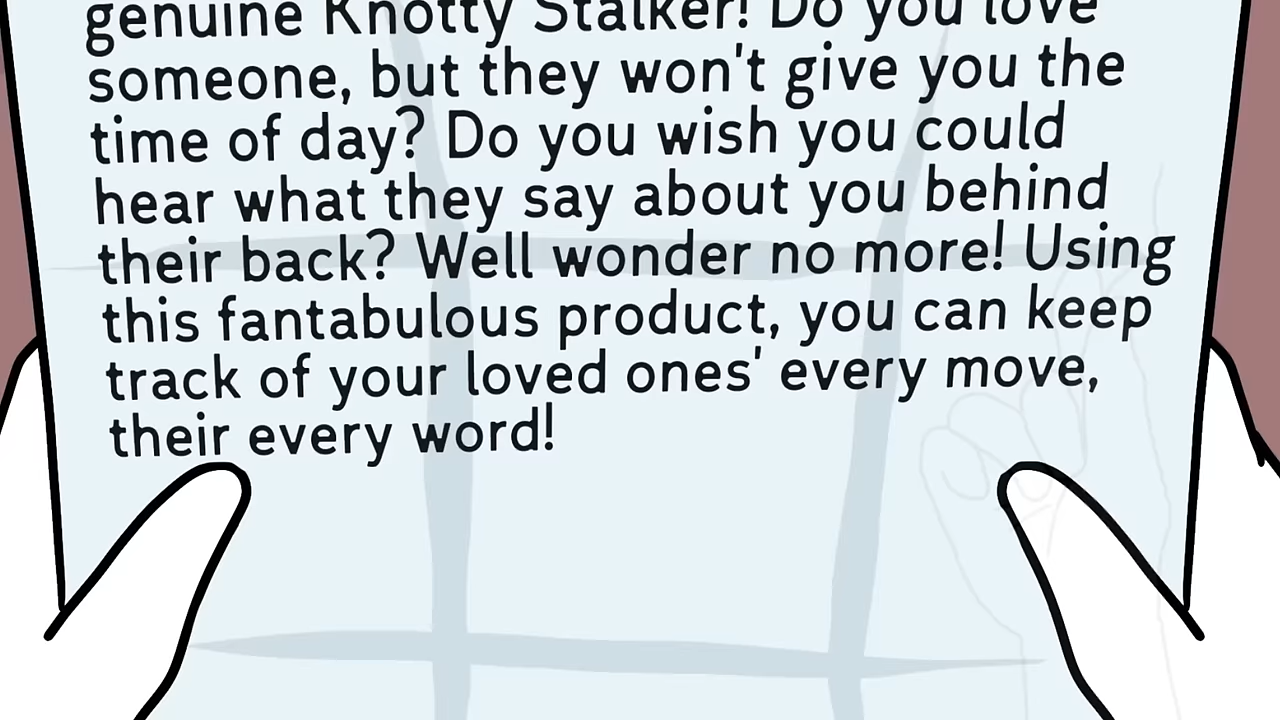 genuine Knotty Stalker! Do you love
someone, but they won't give you the
time of day? Do you wish you could
hear what they say about you behind
their back? Well wonder no more! Using
this fantabulous product, you can keep
track of your loved ones' every move,
their every word!